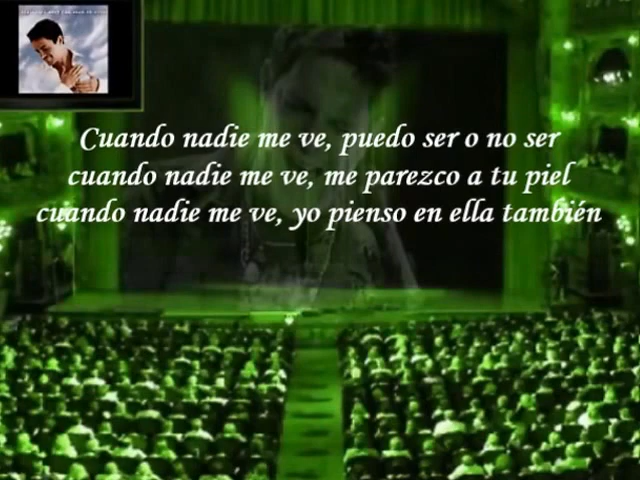 Cuando nadie me ve, puedo ser o no ser
cuando nadie me ve, me parezco a tu piel
cuando nadie me ve, yo pienso en ella también